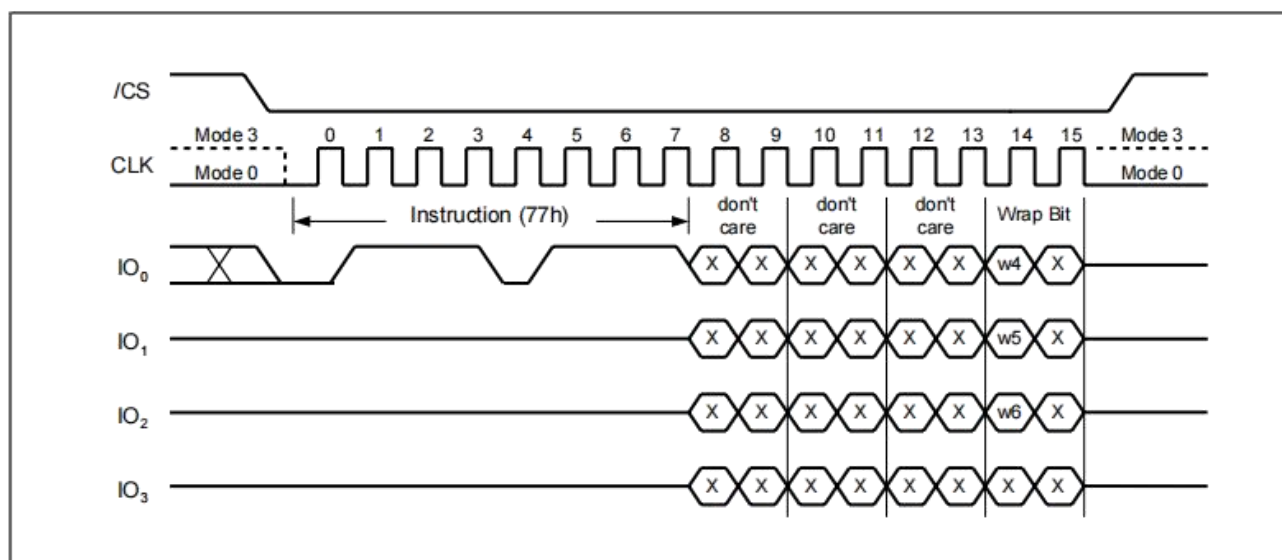 /CS
Mode 3 0 1 2 3 4 5 6 7 8 9 10 11 12 13 14 15 Mode 3
CLK Mode 0 Mode 0
Instruction (77h) don't care don't care don't care Wrap Bit
IO0 X X X X X X w4 X
IO1 X X X X X X w5 X
IO2 X X X X X X w6 X
IO3 X X X X X X X X